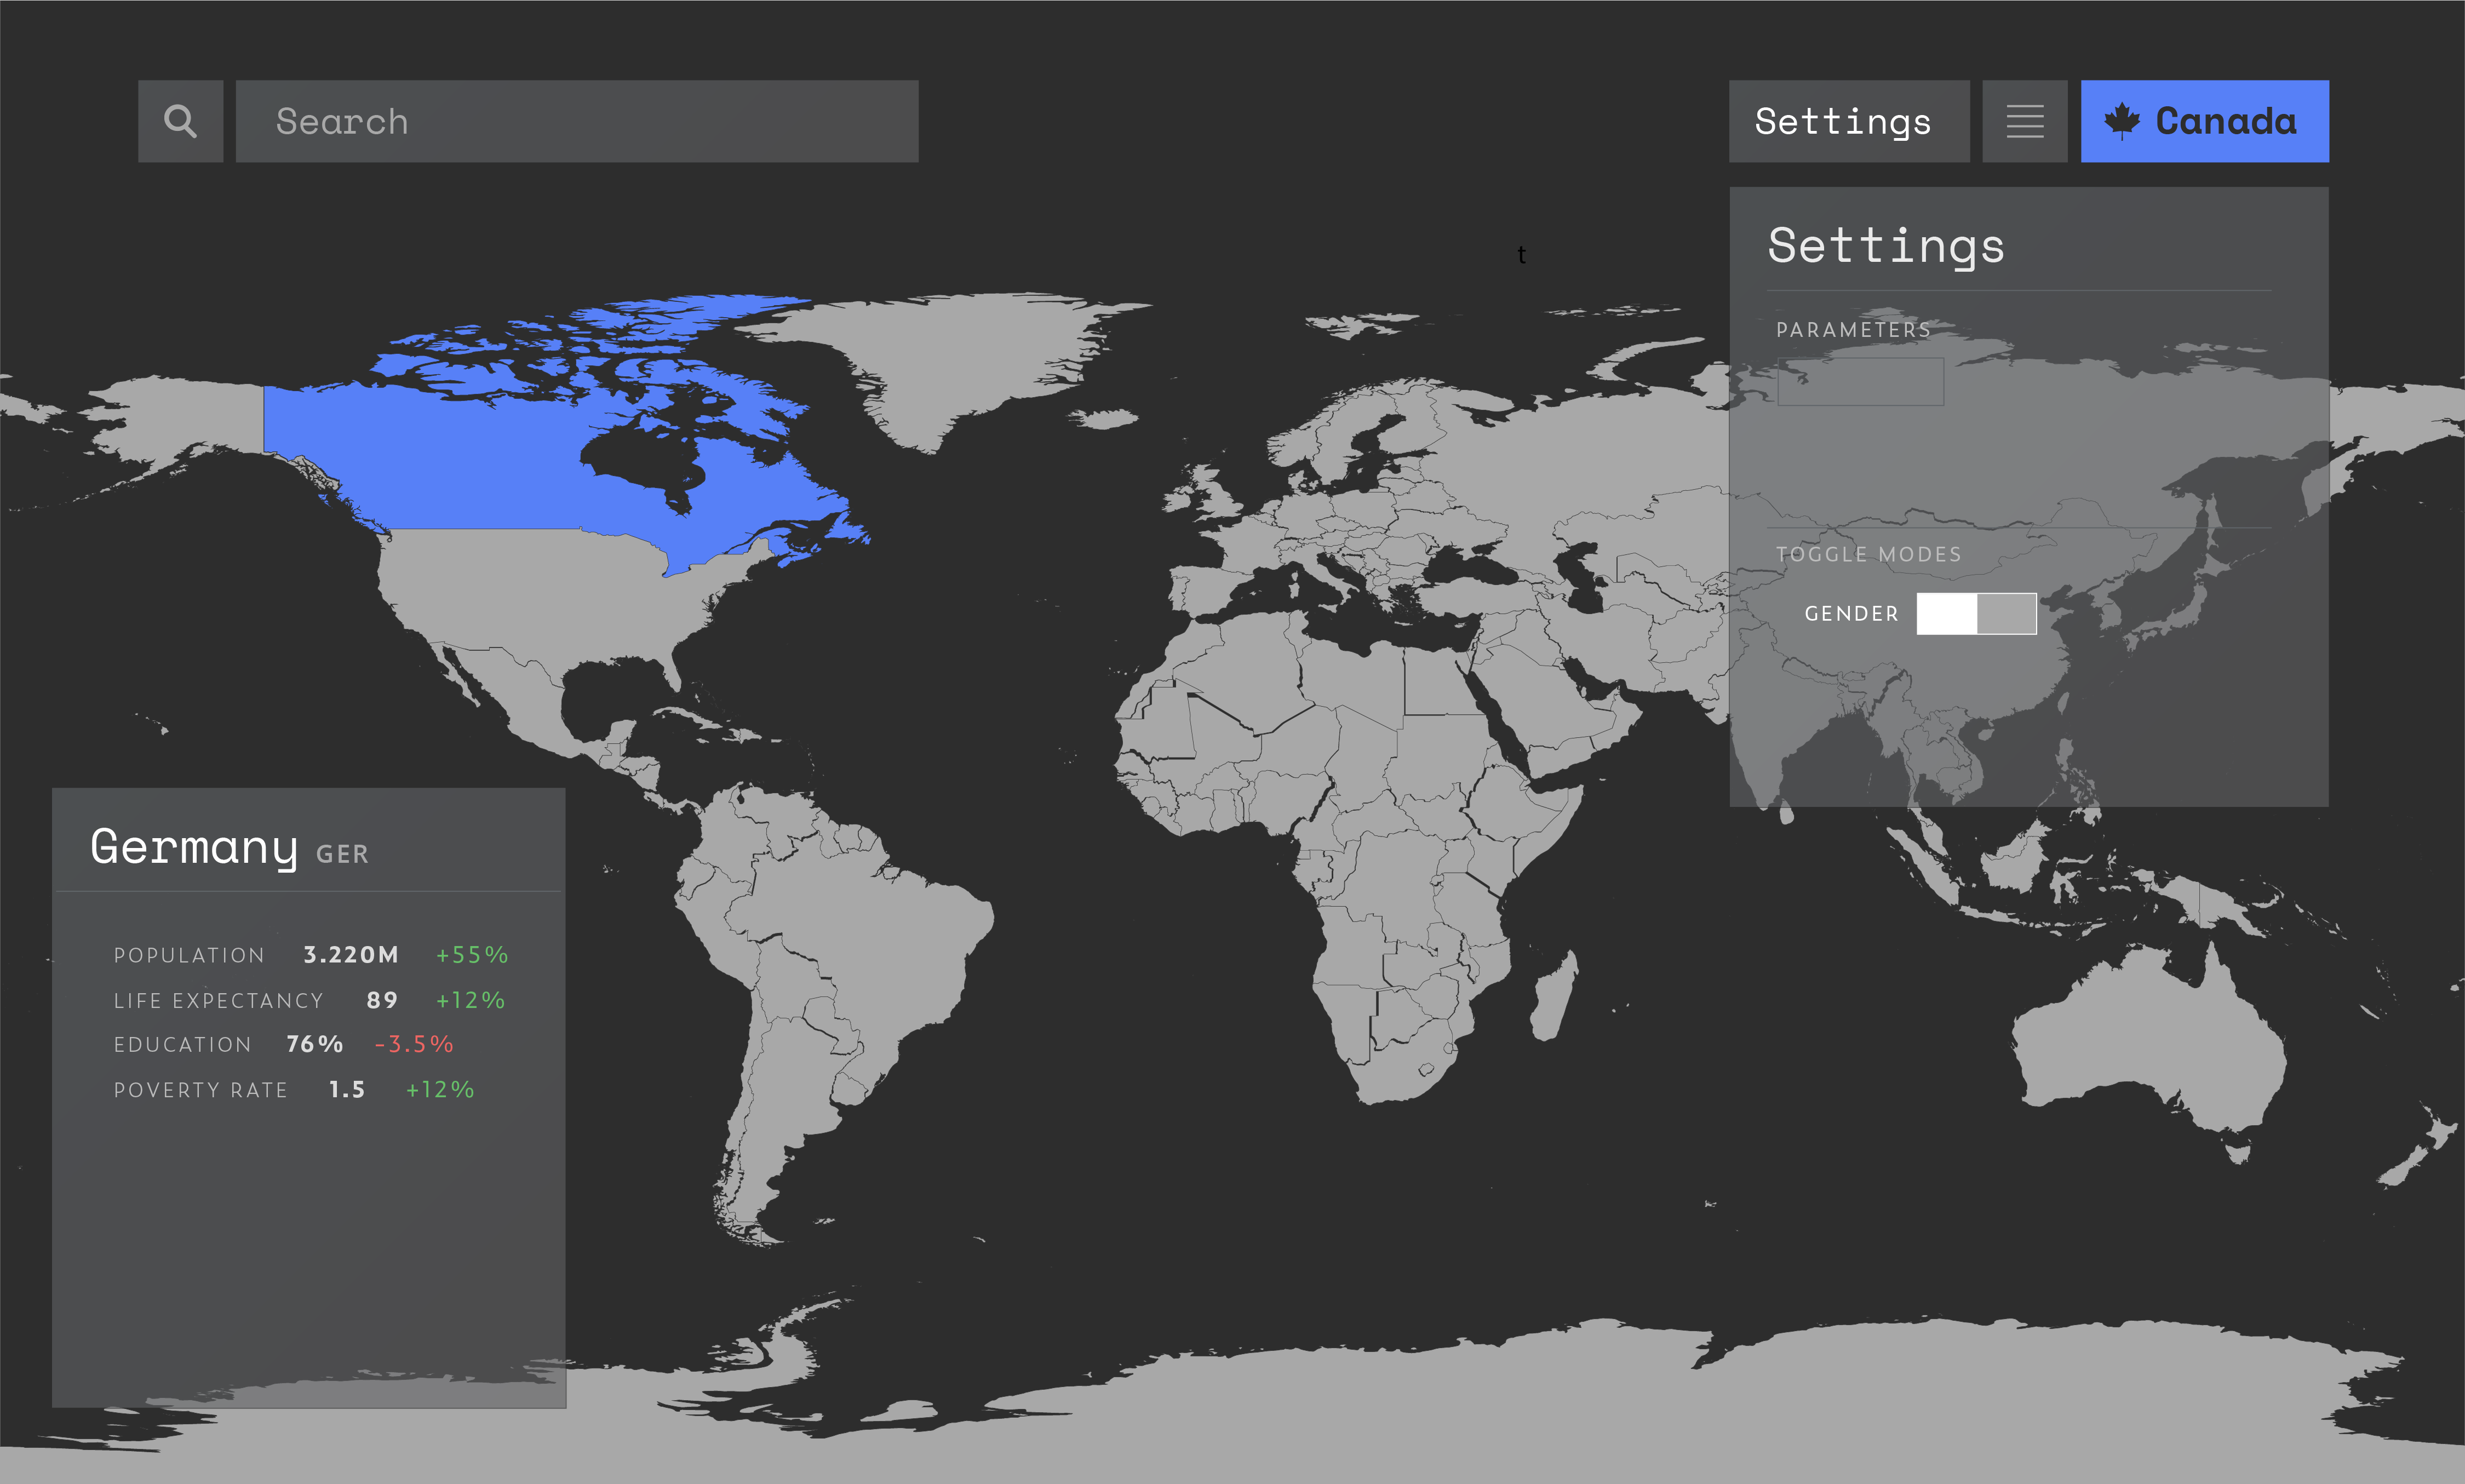 Search
Settings
Canada
t
Settings
PARAMETERS
TOGGLE MODES
GENDER
Germany GER
POPULATION 3.220M +55%
LIFE EXPECTANCY 89 +12%
EDUCATION 76% -3.5%
POVERTY RATE 1.5 +12%